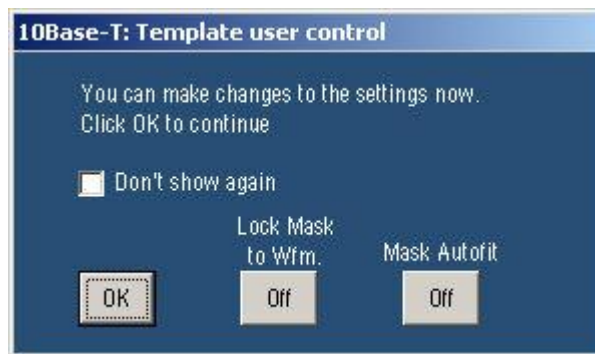 10Base-T: Template user control
You can make changes to the settings now.
Click OK to continue
Don't show again
Lock Mask
to Wfm.
Mask Autofit
OK
Off
Off